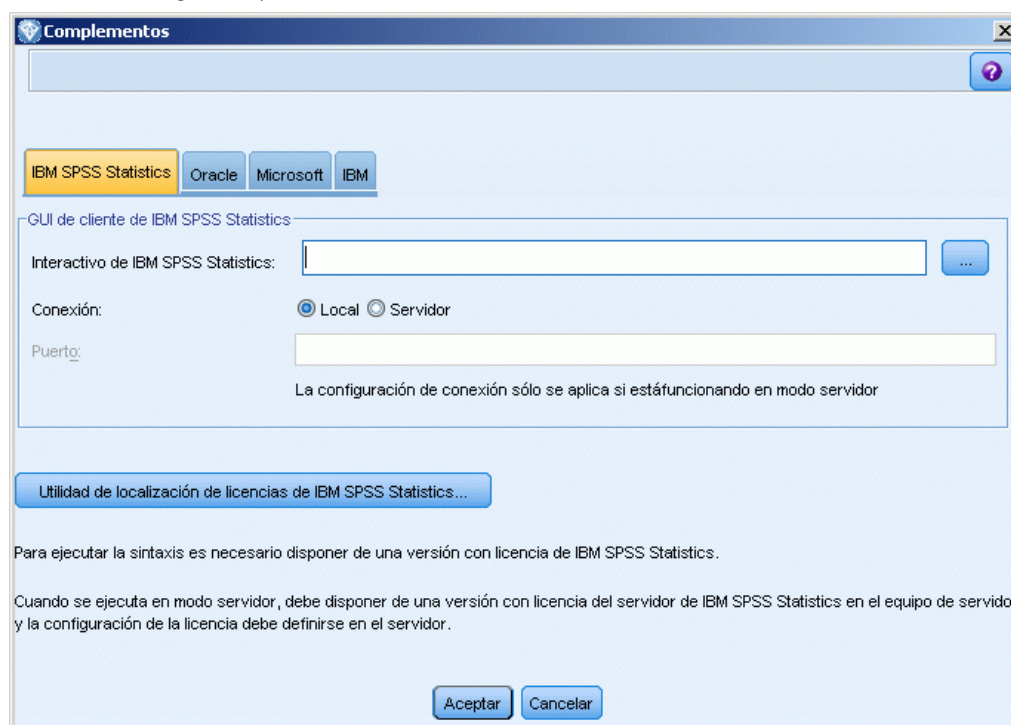 Complementos
IBM SPSS Statistics Oracle Microsoft IBM
GUI de cliente de IBM SPSS Statistics
Interactivo de IBM SPSS Statistics: ...
Conexión: Local Servidor
Puerto:
La configuración de conexión sólo se aplica si estáfuncionando en modo servidor
Utilidad de localización de licencias de IBM SPSS Statistics...
Para ejecutar la sintaxis es necesario disponer de una versión con licencia de IBM SPSS Statistics.
Cuando se ejecuta en modo servidor, debe disponer de una versión con licencia del servidor de IBM SPSS Statistics en el equipo de servido
y la configuración de la licencia debe definirse en el servidor.
Aceptar Cancelar